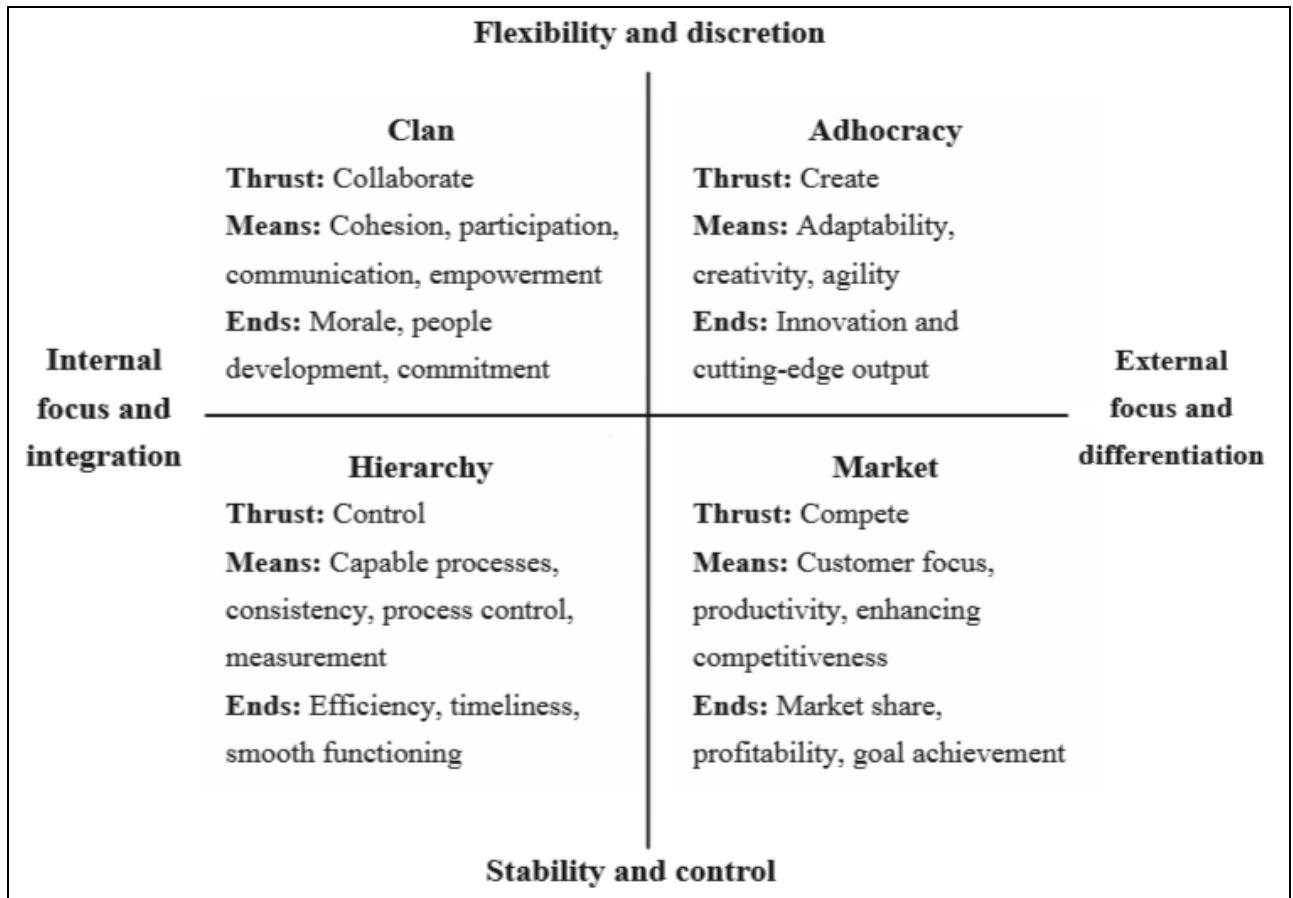 Flexibility and discretion
Clan
Thrust: Collaborate
Means: Cohesion, participation,
communication, empowerment
Ends: Morale, people
development, commitment
Adhocracy
Thrust: Create
Means: Adaptability,
creativity, agility
Ends: Innovation and
cutting-edge output
Internal
focus and
integration
External
focus and
differentiation
Hierarchy
Thrust: Control
Means: Capable processes,
consistency, process control,
measurement
Ends: Efficiency, timeliness,
smooth functioning
Market
Thrust: Compete
Means: Customer focus,
productivity, enhancing
competitiveness
Ends: Market share,
profitability, goal achievement
Stability and control